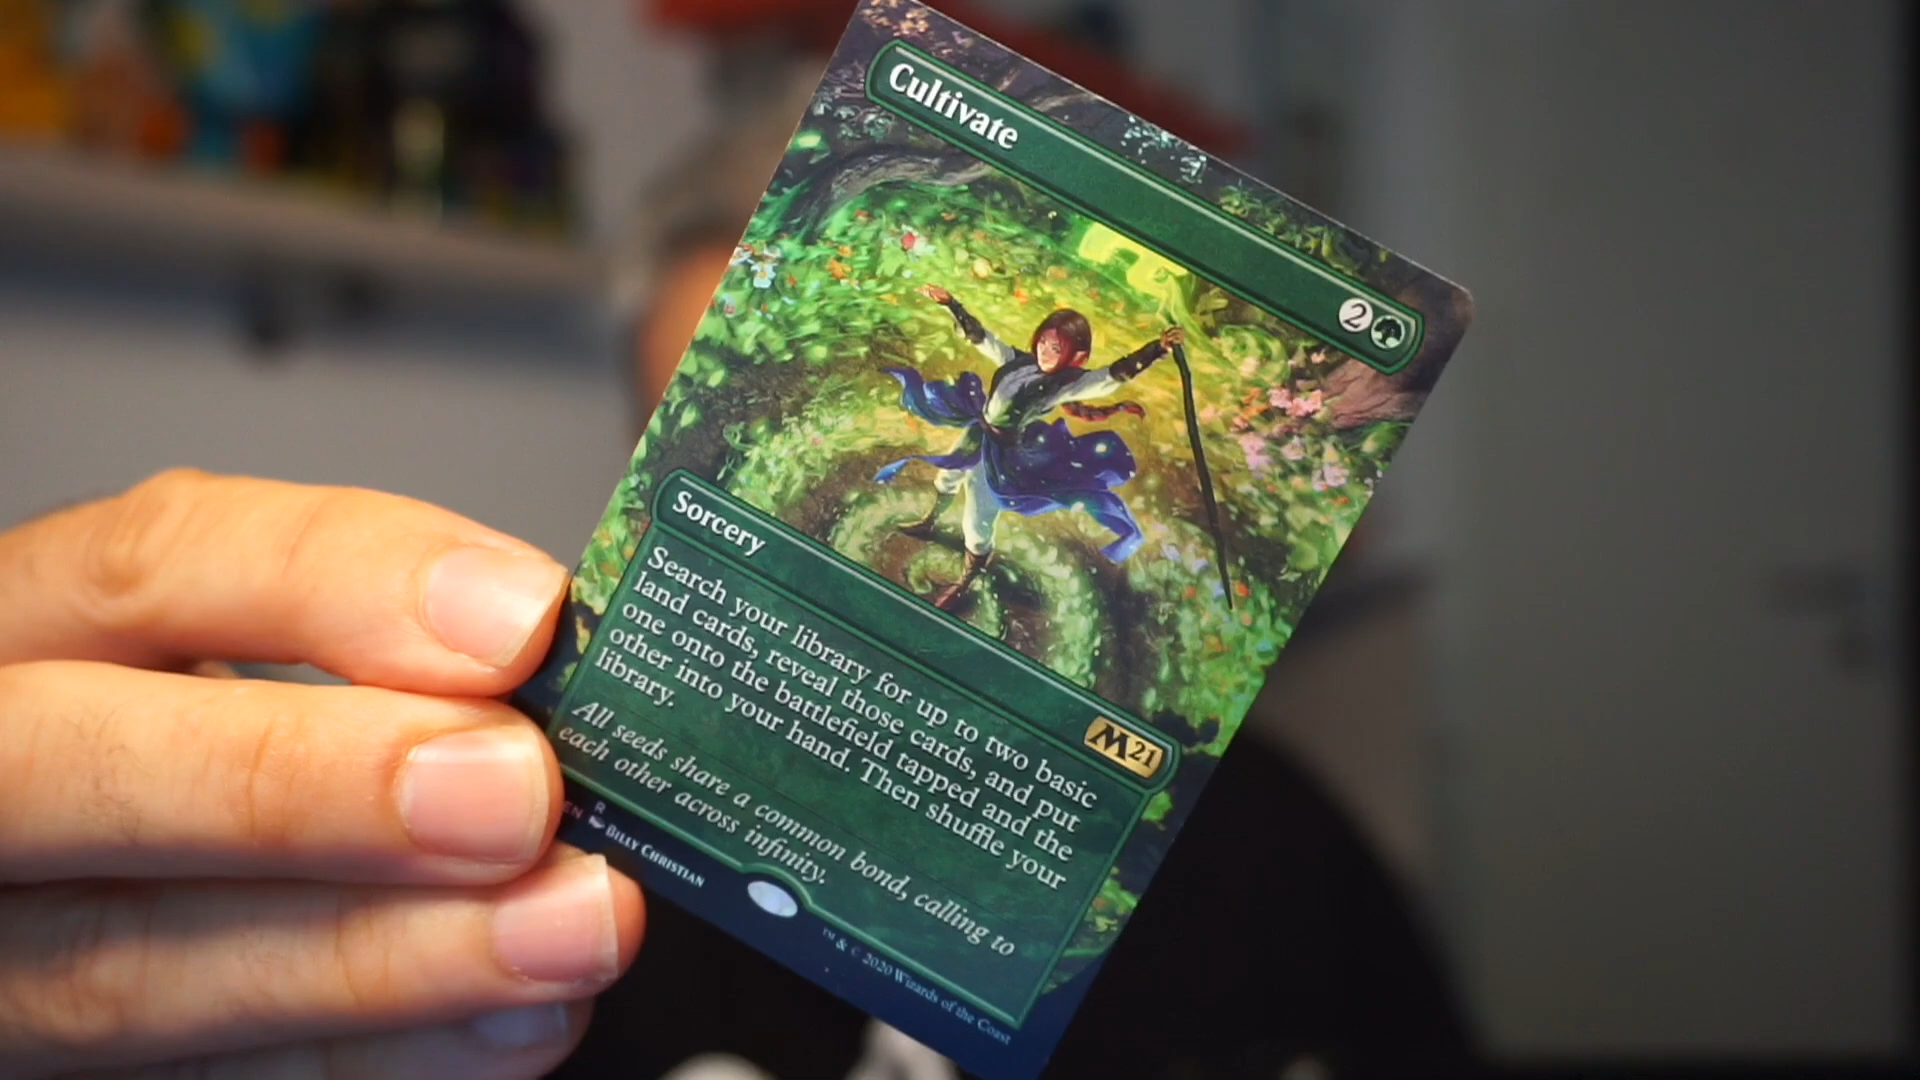 Cultivate
2
Sorcery
M21
Search your library for up to two basic
land cards, reveal those cards, and put
one onto the battlefield tapped and the
other into your hand. Then shuffle your
library.
All seeds share a common bond, calling to
each other across infinity.
R
EN BILLY CHRISTIAN
™ & © 2020 Wizards of the Coast